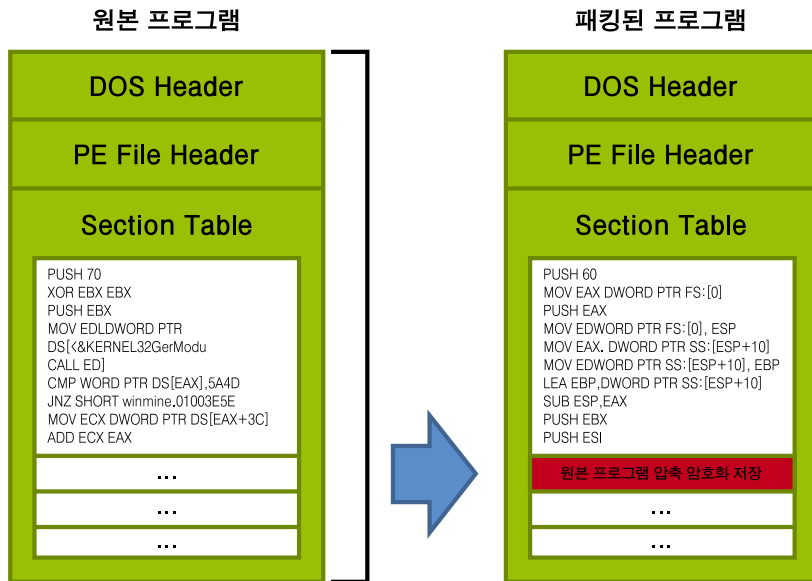 원본 프로그램
DOS Header
PE File Header
Section Table
PUSH 70
XOR EBX EBX
PUSH EBX
MOV EDLDWORD PTR
DS[<&KERNEL32GerModu
CALL ED]
CMP WORD PTR DS[EAX],5A4D
JNZ SHORT winmine.01003E5E
MOV ECX DWORD PTR DS[EAX+3C]
ADD ECX EAX
...
...
...
패킹된 프로그램
DOS Header
PE File Header
Section Table
PUSH 60
MOV EAX DWORD PTR FS:[0]
PUSH EAX
MOV EDWORD PTR FS:[0], ESP
MOV EAX. DWORD PTR SS:[ESP+10]
MOV EDWORD PTR SS:[ESP+10], EBP
LEA EBP,DWORD PTR SS:[ESP+10]
SUB ESP,EAX
PUSH EBX
PUSH ESI
원본 프로그램 압축 암호화 저장
...
...